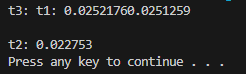 t3: t1: 0.02521760.0251259
t2: 0.022753
Press any key to continue . . .